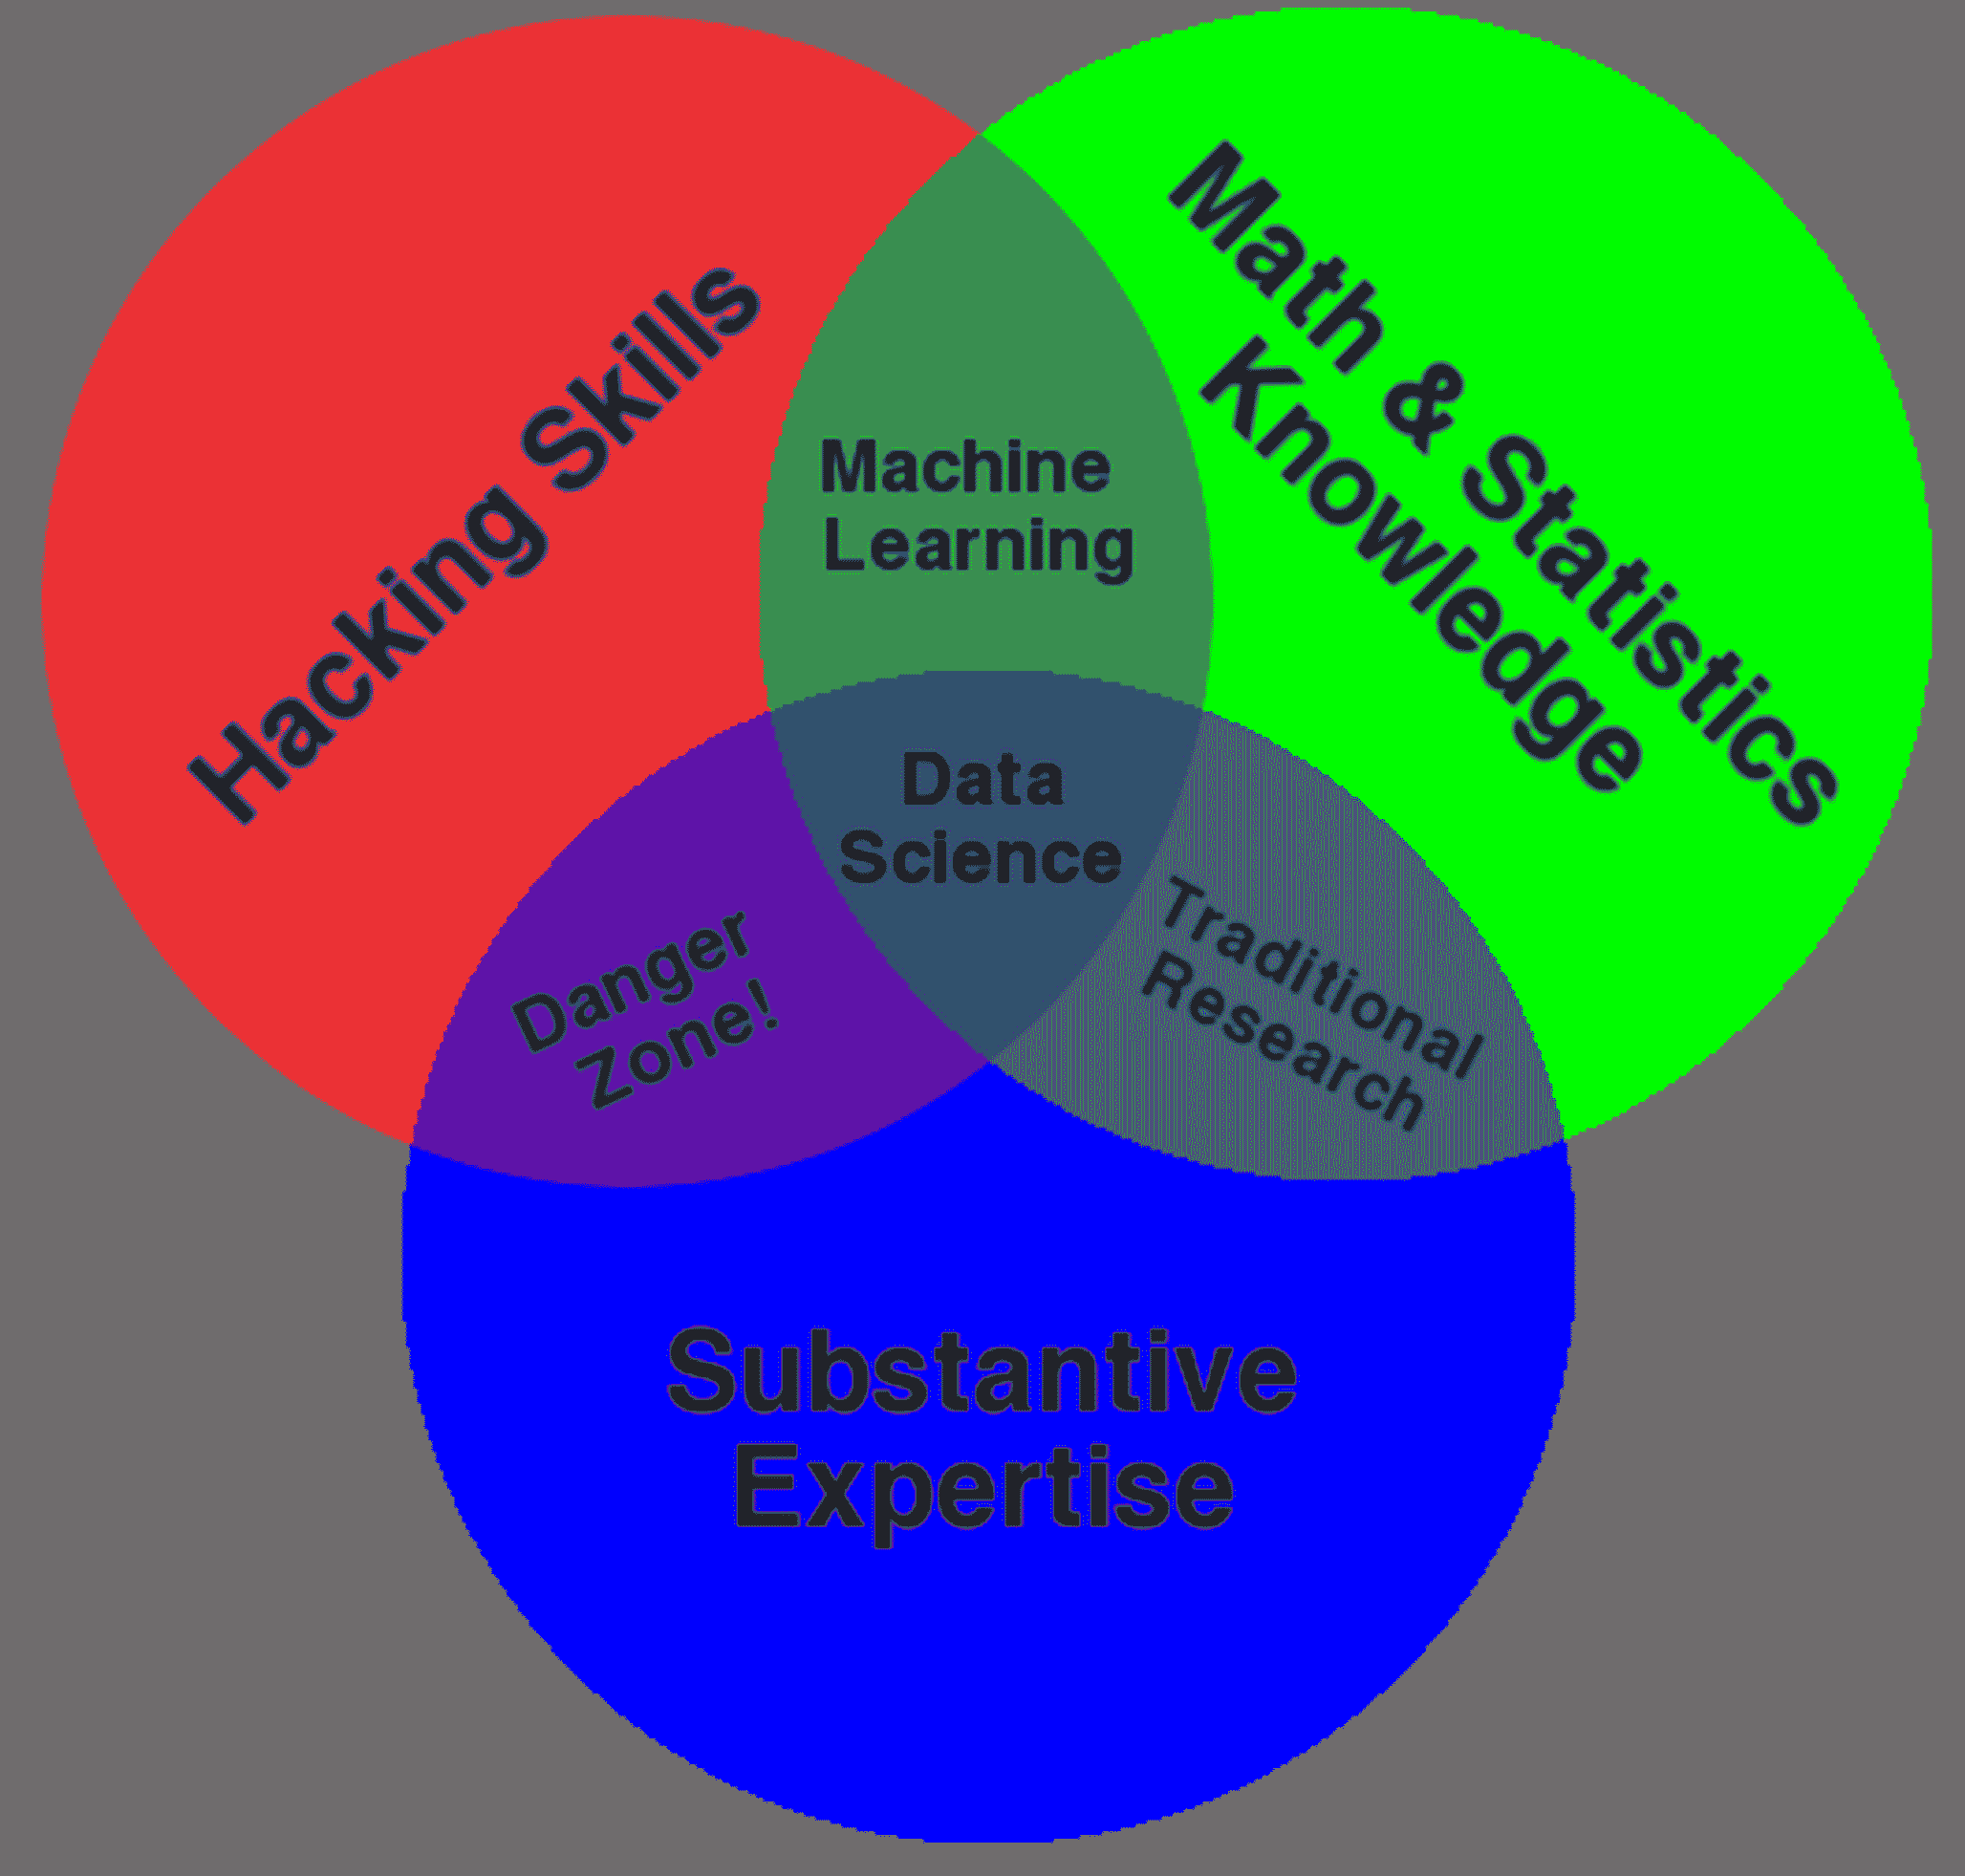 Hacking Skills
Math & Statistics
Knowledge
Machine
Learning
Data
Science
Danger
Zone!
Traditional
Research
Substantive
Expertise